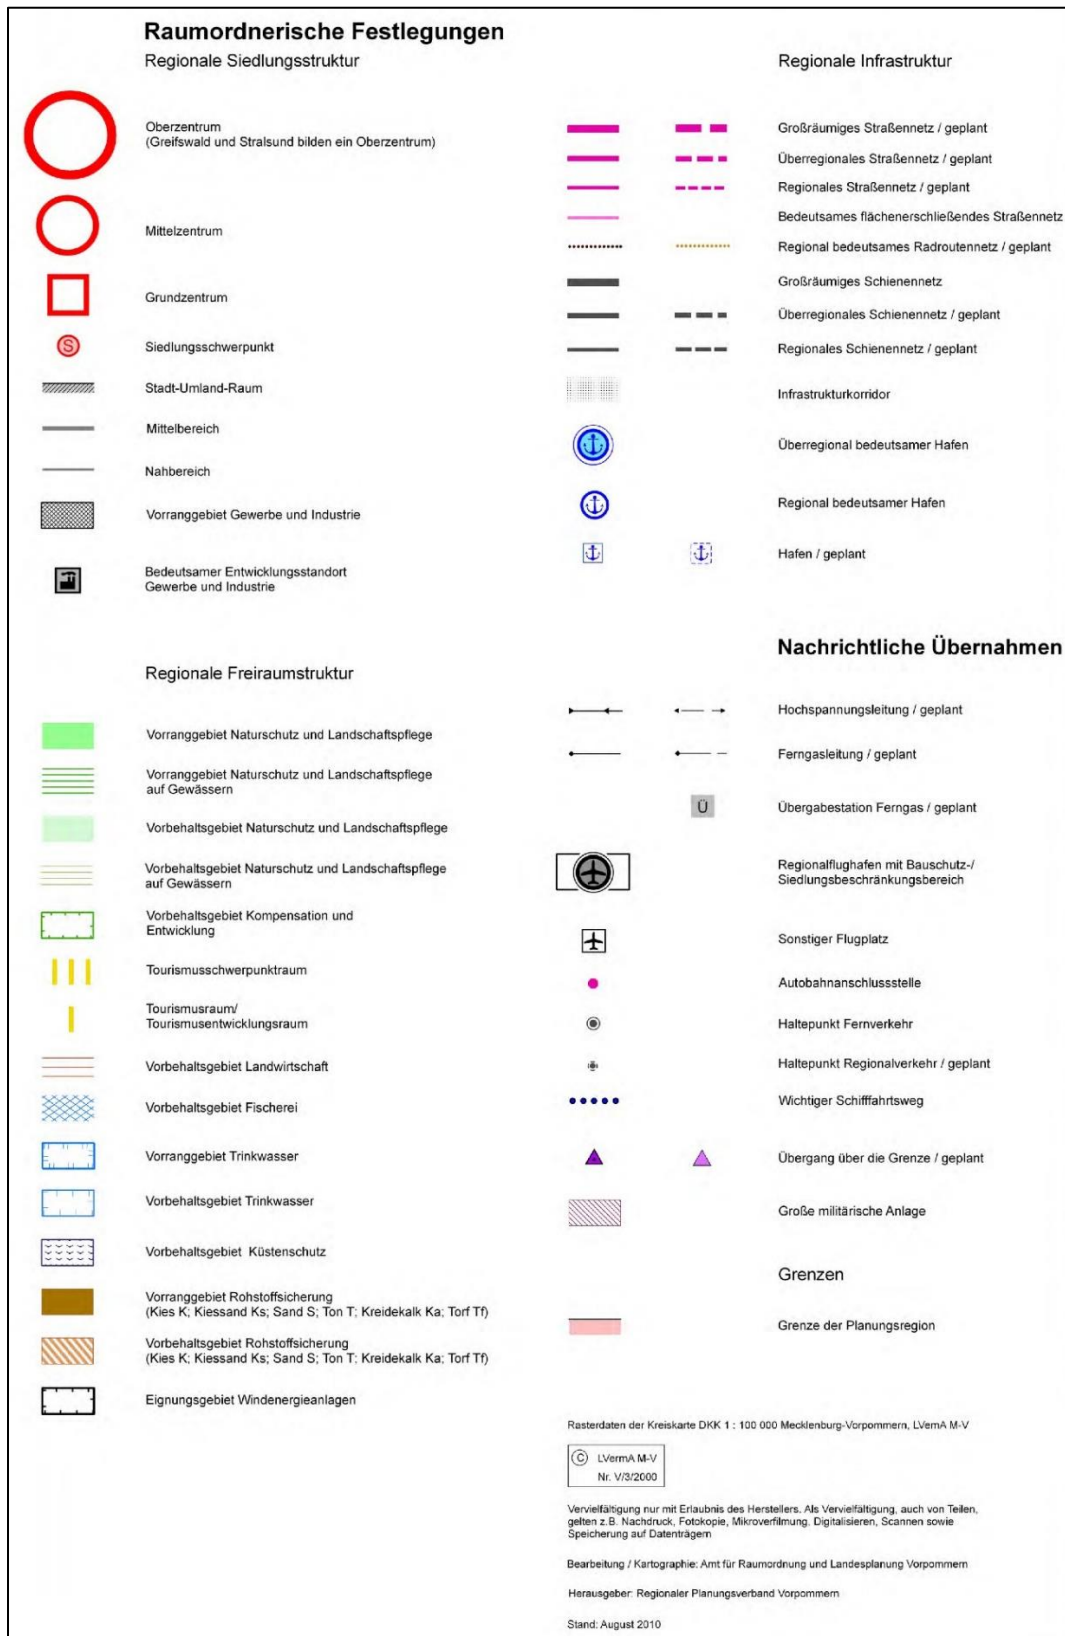 Raumordnerische Festlegungen
Regionale Siedlungsstruktur
Oberzentrum
(Greifswald und Stralsund bilden ein Oberzentrum)
Mittelzentrum
Grundzentrum
S
Siedlungsschwerpunkt
Stadt-Umland-Raum
Mittelbereich
Nahbereich
Vorranggebiet Gewerbe und Industrie
Bedeutsamer Entwicklungsstandort
Gewerbe und Industrie
Regionale Infrastruktur
Großräumiges Straßennetz / geplant
Überregionales Straßennetz / geplant
Regionales Straßennetz / geplant
Bedeutsames flächenerschließendes Straßennetz
Regional bedeutsames Radroutennetz / geplant
Großräumiges Schienennetz
Überregionales Schienennetz / geplant
Regionales Schienennetz / geplant
Infrastrukturkorridor
Überregional bedeutsamer Hafen
Regional bedeutsamer Hafen
Hafen / geplant
Regionale Freiraumstruktur
Vorranggebiet Naturschutz und Landschaftspflege
Vorranggebiet Naturschutz und Landschaftspflege
auf Gewässern
Vorbehaltsgebiet Naturschutz und Landschaftspflege
Vorbehaltsgebiet Naturschutz und Landschaftspflege
auf Gewässern
Vorbehaltsgebiet Kompensation und
Entwicklung
Tourismusschwerpunktraum
Tourismusraum/
Tourismusentwicklungsraum
Vorbehaltsgebiet Landwirtschaft
Vorbehaltsgebiet Fischerei
Vorranggebiet Trinkwasser
Vorbehaltsgebiet Trinkwasser
Vorbehaltsgebiet Küstenschutz
Vorranggebiet Rohstoffsicherung
(Kies K; Kiessand Ks; Sand S; Ton T; Kreidekalk Ka; Torf Tf)
Vorbehaltsgebiet Rohstoffsicherung
(Kies K; Kiessand Ks; Sand S; Ton T; Kreidekalk Ka; Torf Tf)
Eignungsgebiet Windenergieanlagen
Nachrichtliche Übernahmen
Hochspannungsleitung / geplant
Ferngasleitung / geplant
Ü
Übergabestation Ferngas / geplant
Regionalflughafen mit Bauschutz-/
Siedlungsbeschränkungsbereich
Sonstiger Flugplatz
Autobahnanschlussstelle
Haltepunkt Fernverkehr
Haltepunkt Regionalverkehr / geplant
Wichtiger Schifffahrtsweg
Übergang über die Grenze / geplant
Große militärische Anlage
Grenzen
Grenze der Planungsregion
Rasterdaten der Kreiskarte DKK 1 : 100 000 Mecklenburg-Vorpommern, LVemA M-V
© LVermA M-V
Nr. V/3/2000
Vervielfältigung nur mit Erlaubnis des Herstellers. Als Vervielfältigung, auch von Teilen,
gelten z.B. Nachdruck, Fotokopie, Mikroverfilmung, Digitalisieren, Scannen sowie
Speicherung auf Datenträgern
Bearbeitung / Kartographie: Amt für Raumordnung und Landesplanung Vorpommern
Herausgeber: Regionaler Planungsverband Vorpommern
Stand: August 2010